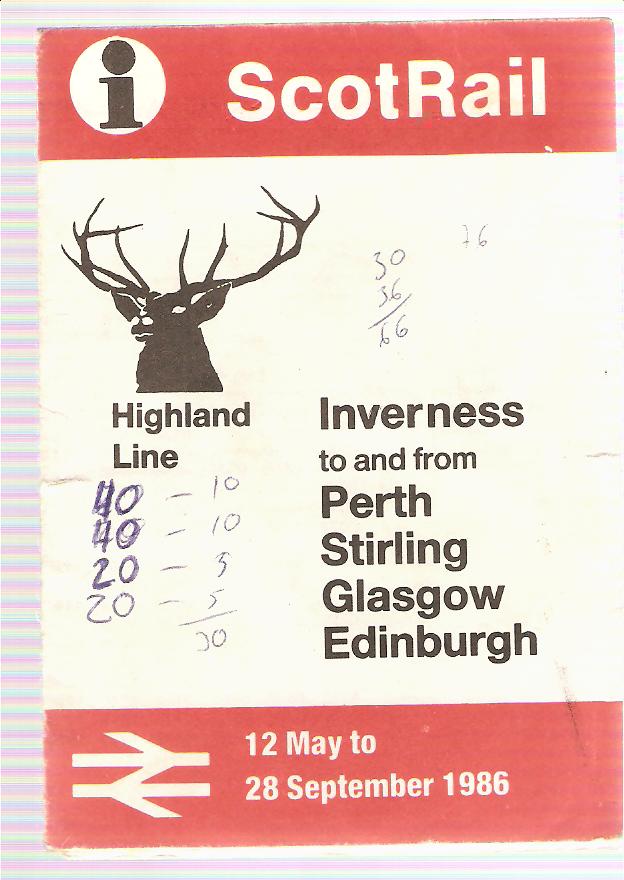 i ScotRail
76
30
36
66
Highland
Line
Inverness
to and from
Perth
Stirling
Glasgow
Edinburgh
40 – 10
40 – 10
20 – 5
20 – 5
30
12 May to
28 September 1986